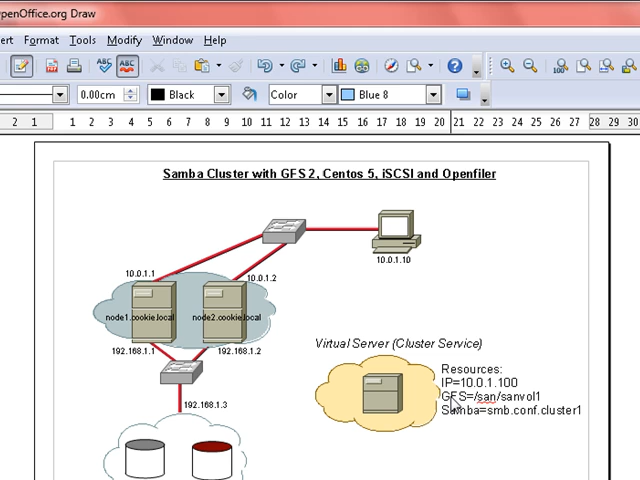 OpenOffice.org Draw
ert Format Tools Modify Window Help
ABC ABC
0.00cm Black Color Blue 8
2 1 1 2 3 4 5 6 7 8 9 10 11 12 13 14 15 16 17 18 19 20 21 22 23 24 25 26 27 28 29 30
Samba Cluster with GFS 2, Centos 5, iSCSI and Openfiler
10.0.1.10
10.0.1.1
10.0.1.2
node1.cookie.local node2.cookie.local
192.168.1.1 192.168.1.2
192.168.1.3
Virtual Server (Cluster Service)
Resources:
IP=10.0.1.100
GFS=/san/sanvol1
Samba=smb.conf.cluster1